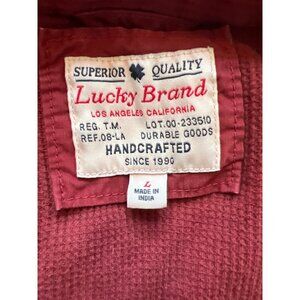 SUPERIOR QUALITY
Lucky Brand
LOS ANGELES CALIFORNIA
REG. T.M. LOT.00-233510
REF.08-LA DURABLE GOODS
HANDCRAFTED
SINCE 1990
L
MADE IN
INDIA